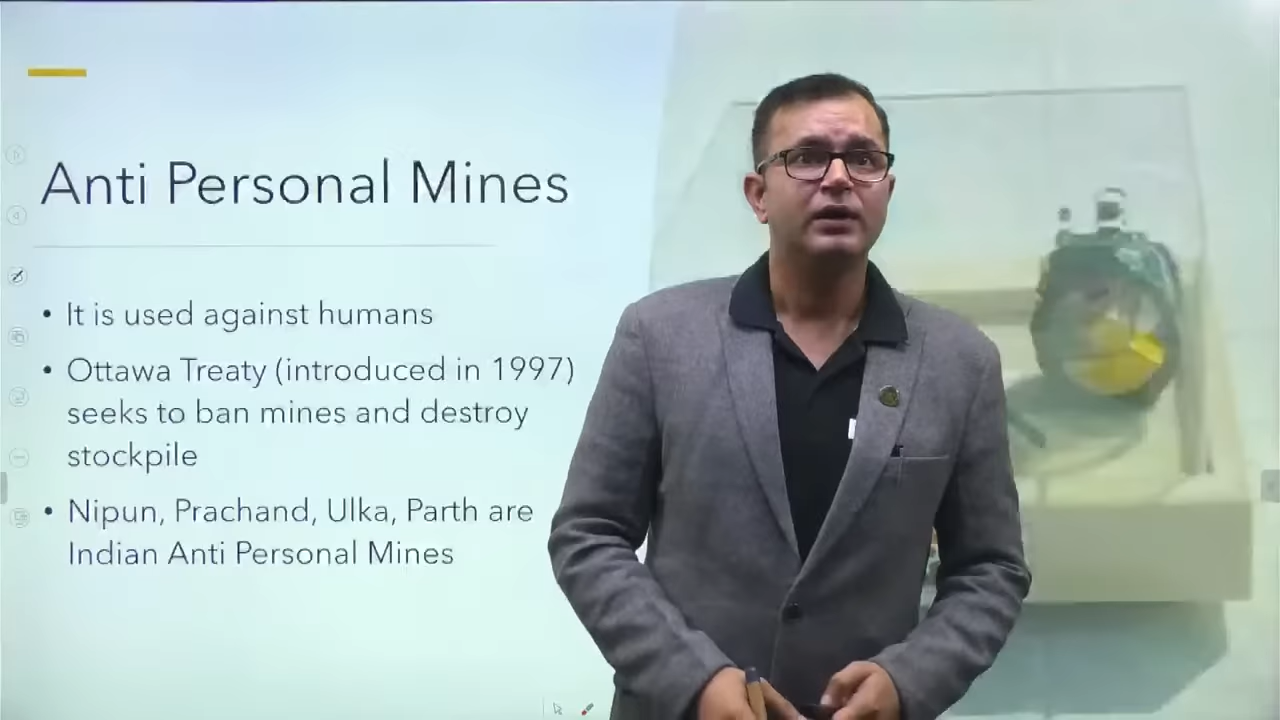 Anti Personal Mines
• It is used against humans
• Ottawa Treaty (introduced in 1997)
seeks to ban mines and destroy
stockpile
• Nipun, Prachand, Ulka, Parth are
Indian Anti Personal Mines